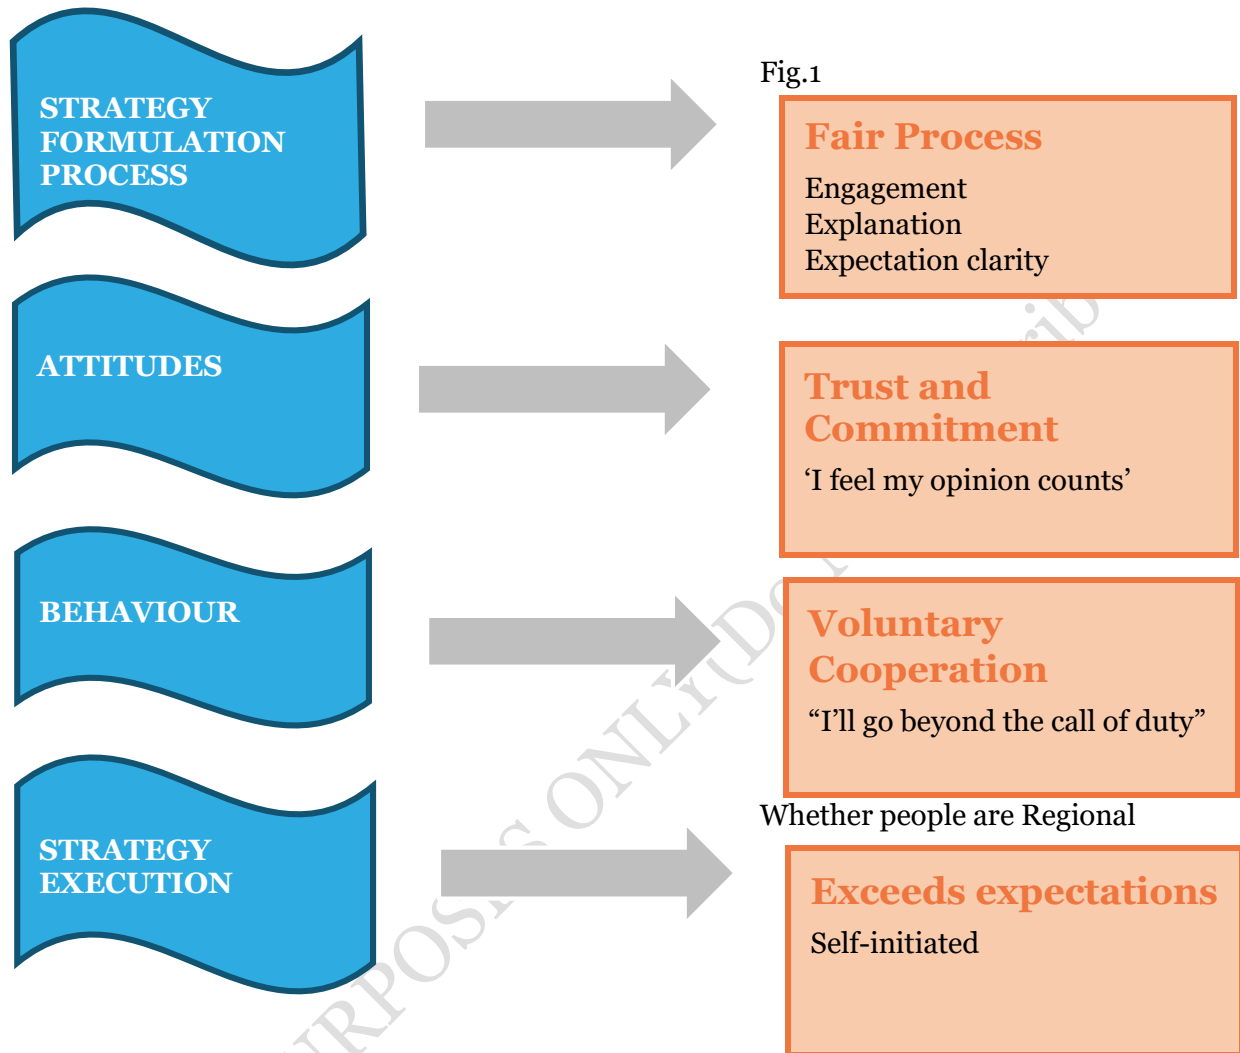 Fig.1
STRATEGY
FORMULATION
PROCESS
Fair Process
Engagement
Explanation
Expectation clarity
ATTITUDES
Trust and
Commitment
‘I feel my opinion counts’
BEHAVIOUR
Voluntary
Cooperation
“I’ll go beyond the call of duty”
Whether people are Regional
STRATEGY
EXECUTION
Exceeds expectations
Self-initiated